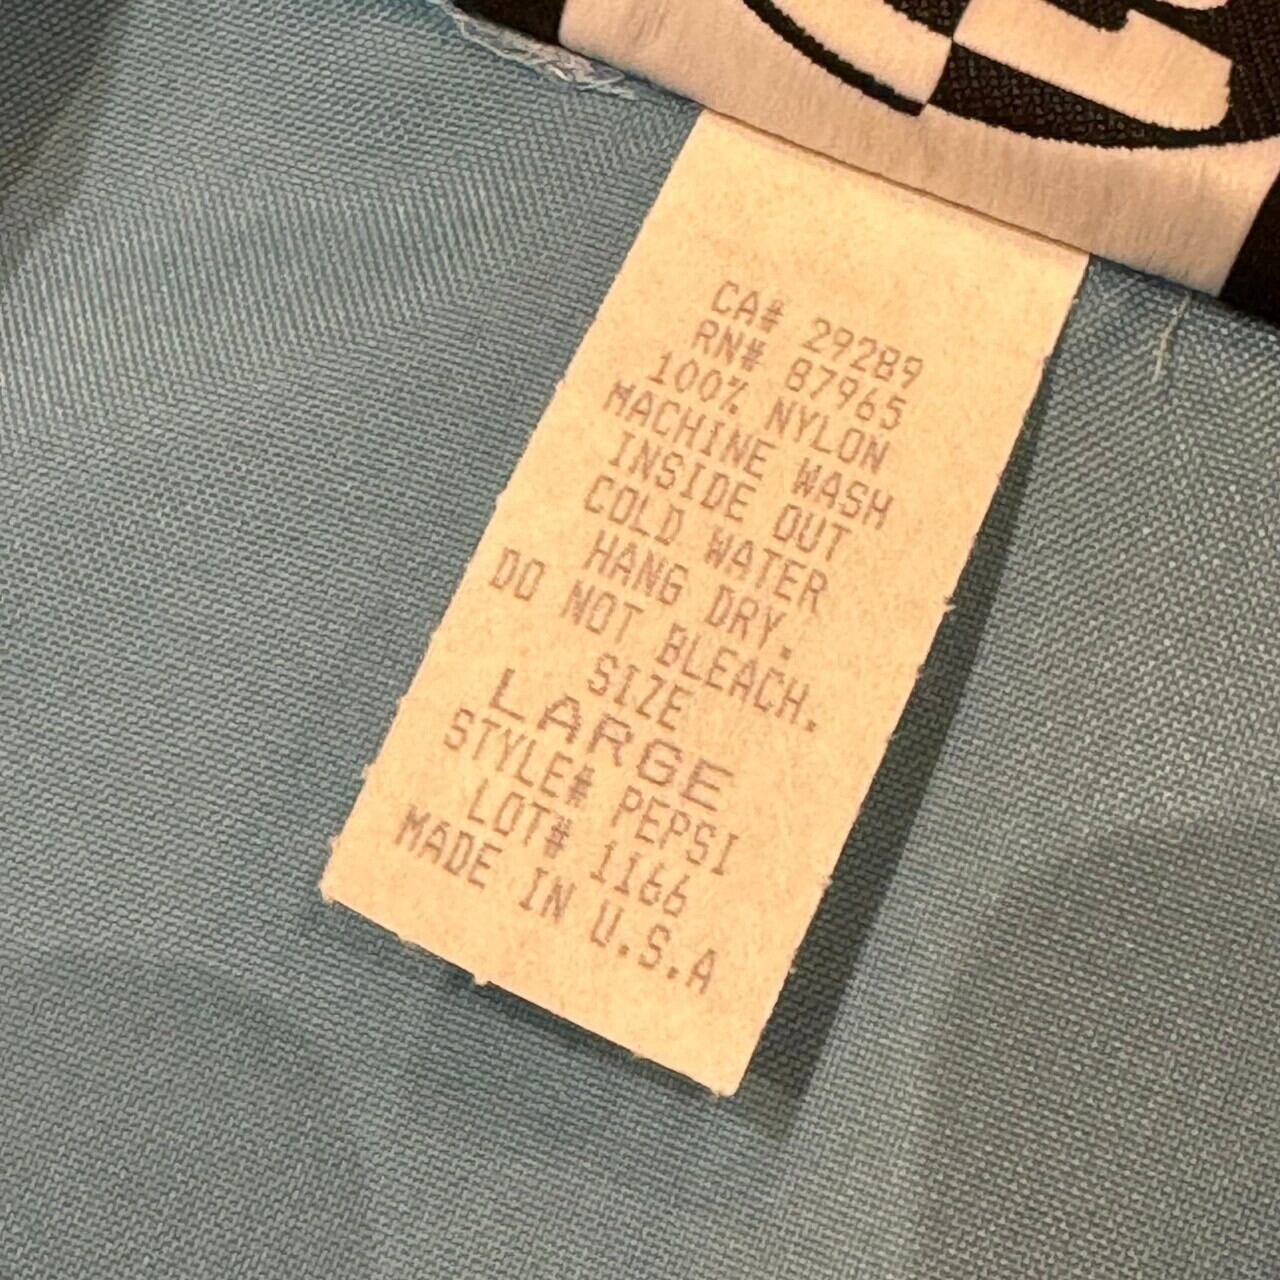 CA# 29289
RN# 87965
100% NYLON
MACHINE WASH
INSIDE OUT
COLD WATER
HANG DRY.
DO NOT BLEACH.
SIZE
LARGE
STYLE# PEPSI
LOT# 1166
MADE IN U.S.A